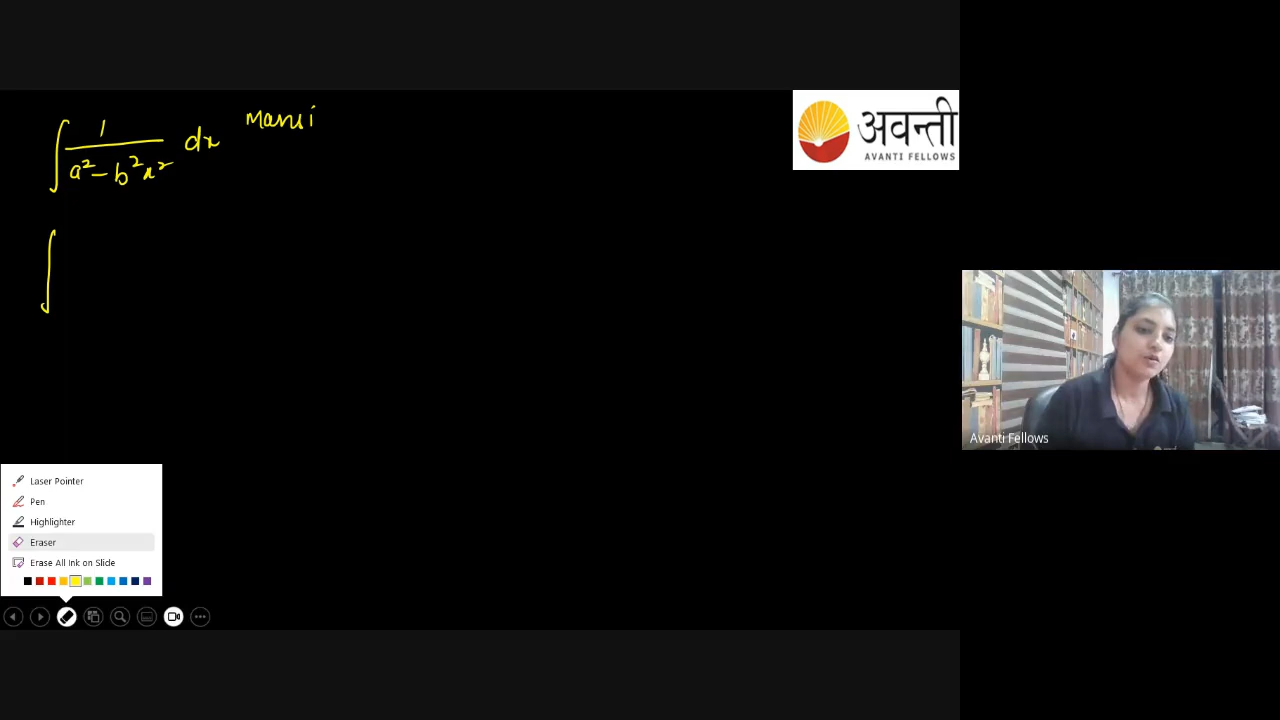 ∫ 1/(a² - b²x²) dx Mansi
∫
अवन्ती
AVANTI FELLOWS
Avanti Fellows
Laser Pointer
Pen
Highlighter
Eraser
Erase All Ink on Slide